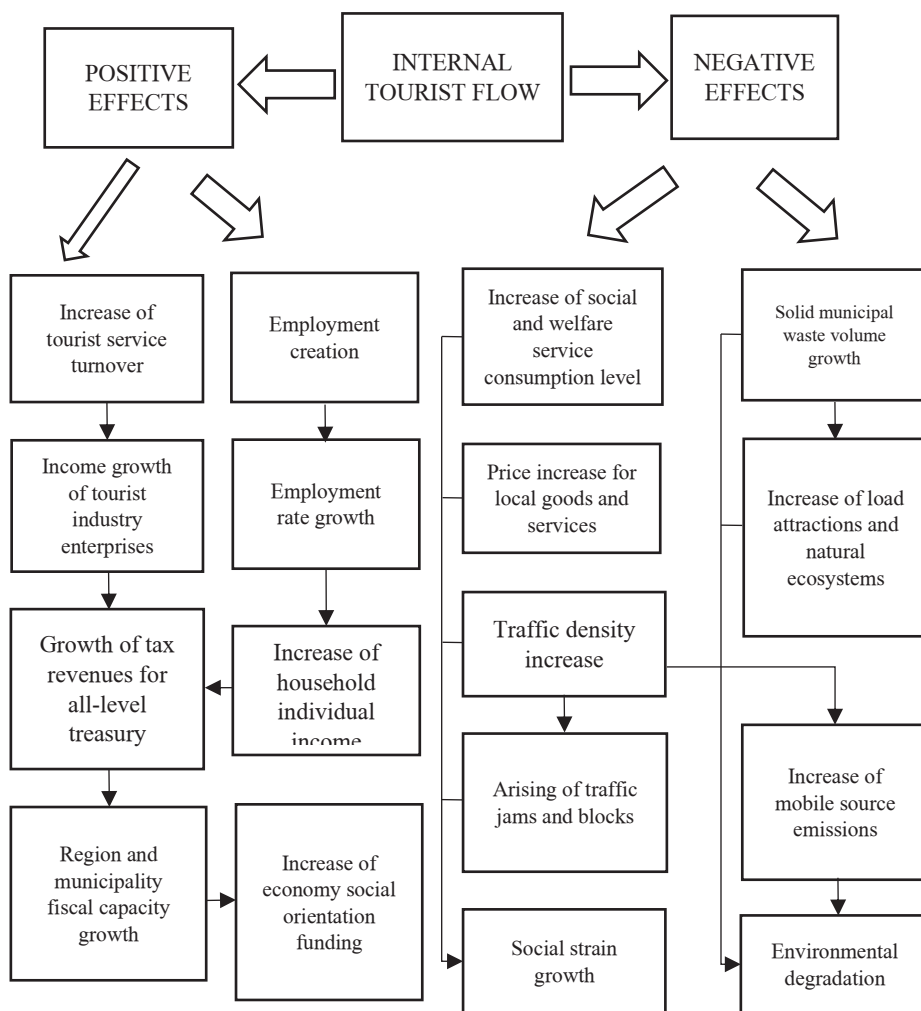 POSITIVE
EFFECTS
INTERNAL
TOURIST FLOW
NEGATIVE
EFFECTS
Increase of
tourist service
turnover
Employment
creation
Increase of social
and welfare
service
consumption level
Solid municipal
waste volume
growth
Income growth
of tourist
industry
enterprises
Employment
rate growth
Price increase for
local goods and
services
Increase of load
attractions and
natural
ecosystems
Growth of tax
revenues for
all-level
treasury
Increase of
household
individual
income
Traffic density
increase
Arising of traffic
jams and blocks
Increase of
mobile source
emissions
Region and
municipality
fiscal capacity
growth
Increase of
economy social
orientation
funding
Social strain
growth
Environmental
degradation